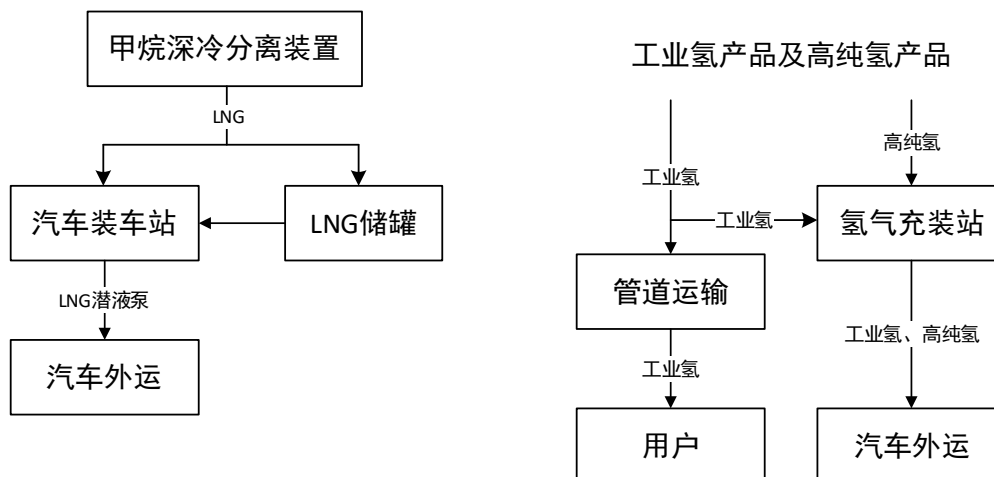 甲烷深冷分离装置
LNG
汽车装车站
LNG储罐
LNG潜液泵
汽车外运
工业氢产品及高纯氢产品
高纯氢
工业氢
工业氢
氢气充装站
管道运输
工业氢、高纯氢
工业氢
用户
汽车外运